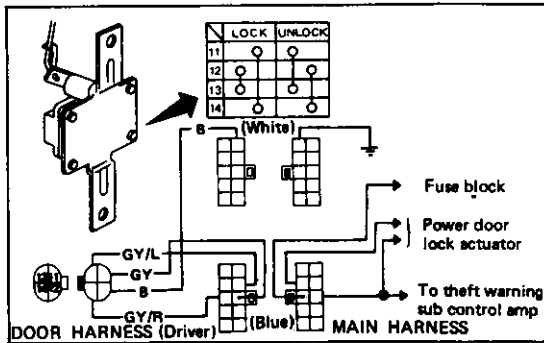 LOCK UNLOCK
11
12
13
14
B
(White)
Fuse block
GY/L
Power door
lock actuator
GY
B
GY/R
To theft warning
sub control amp
(Blue)
DOOR HARNESS (Driver)
MAIN HARNESS